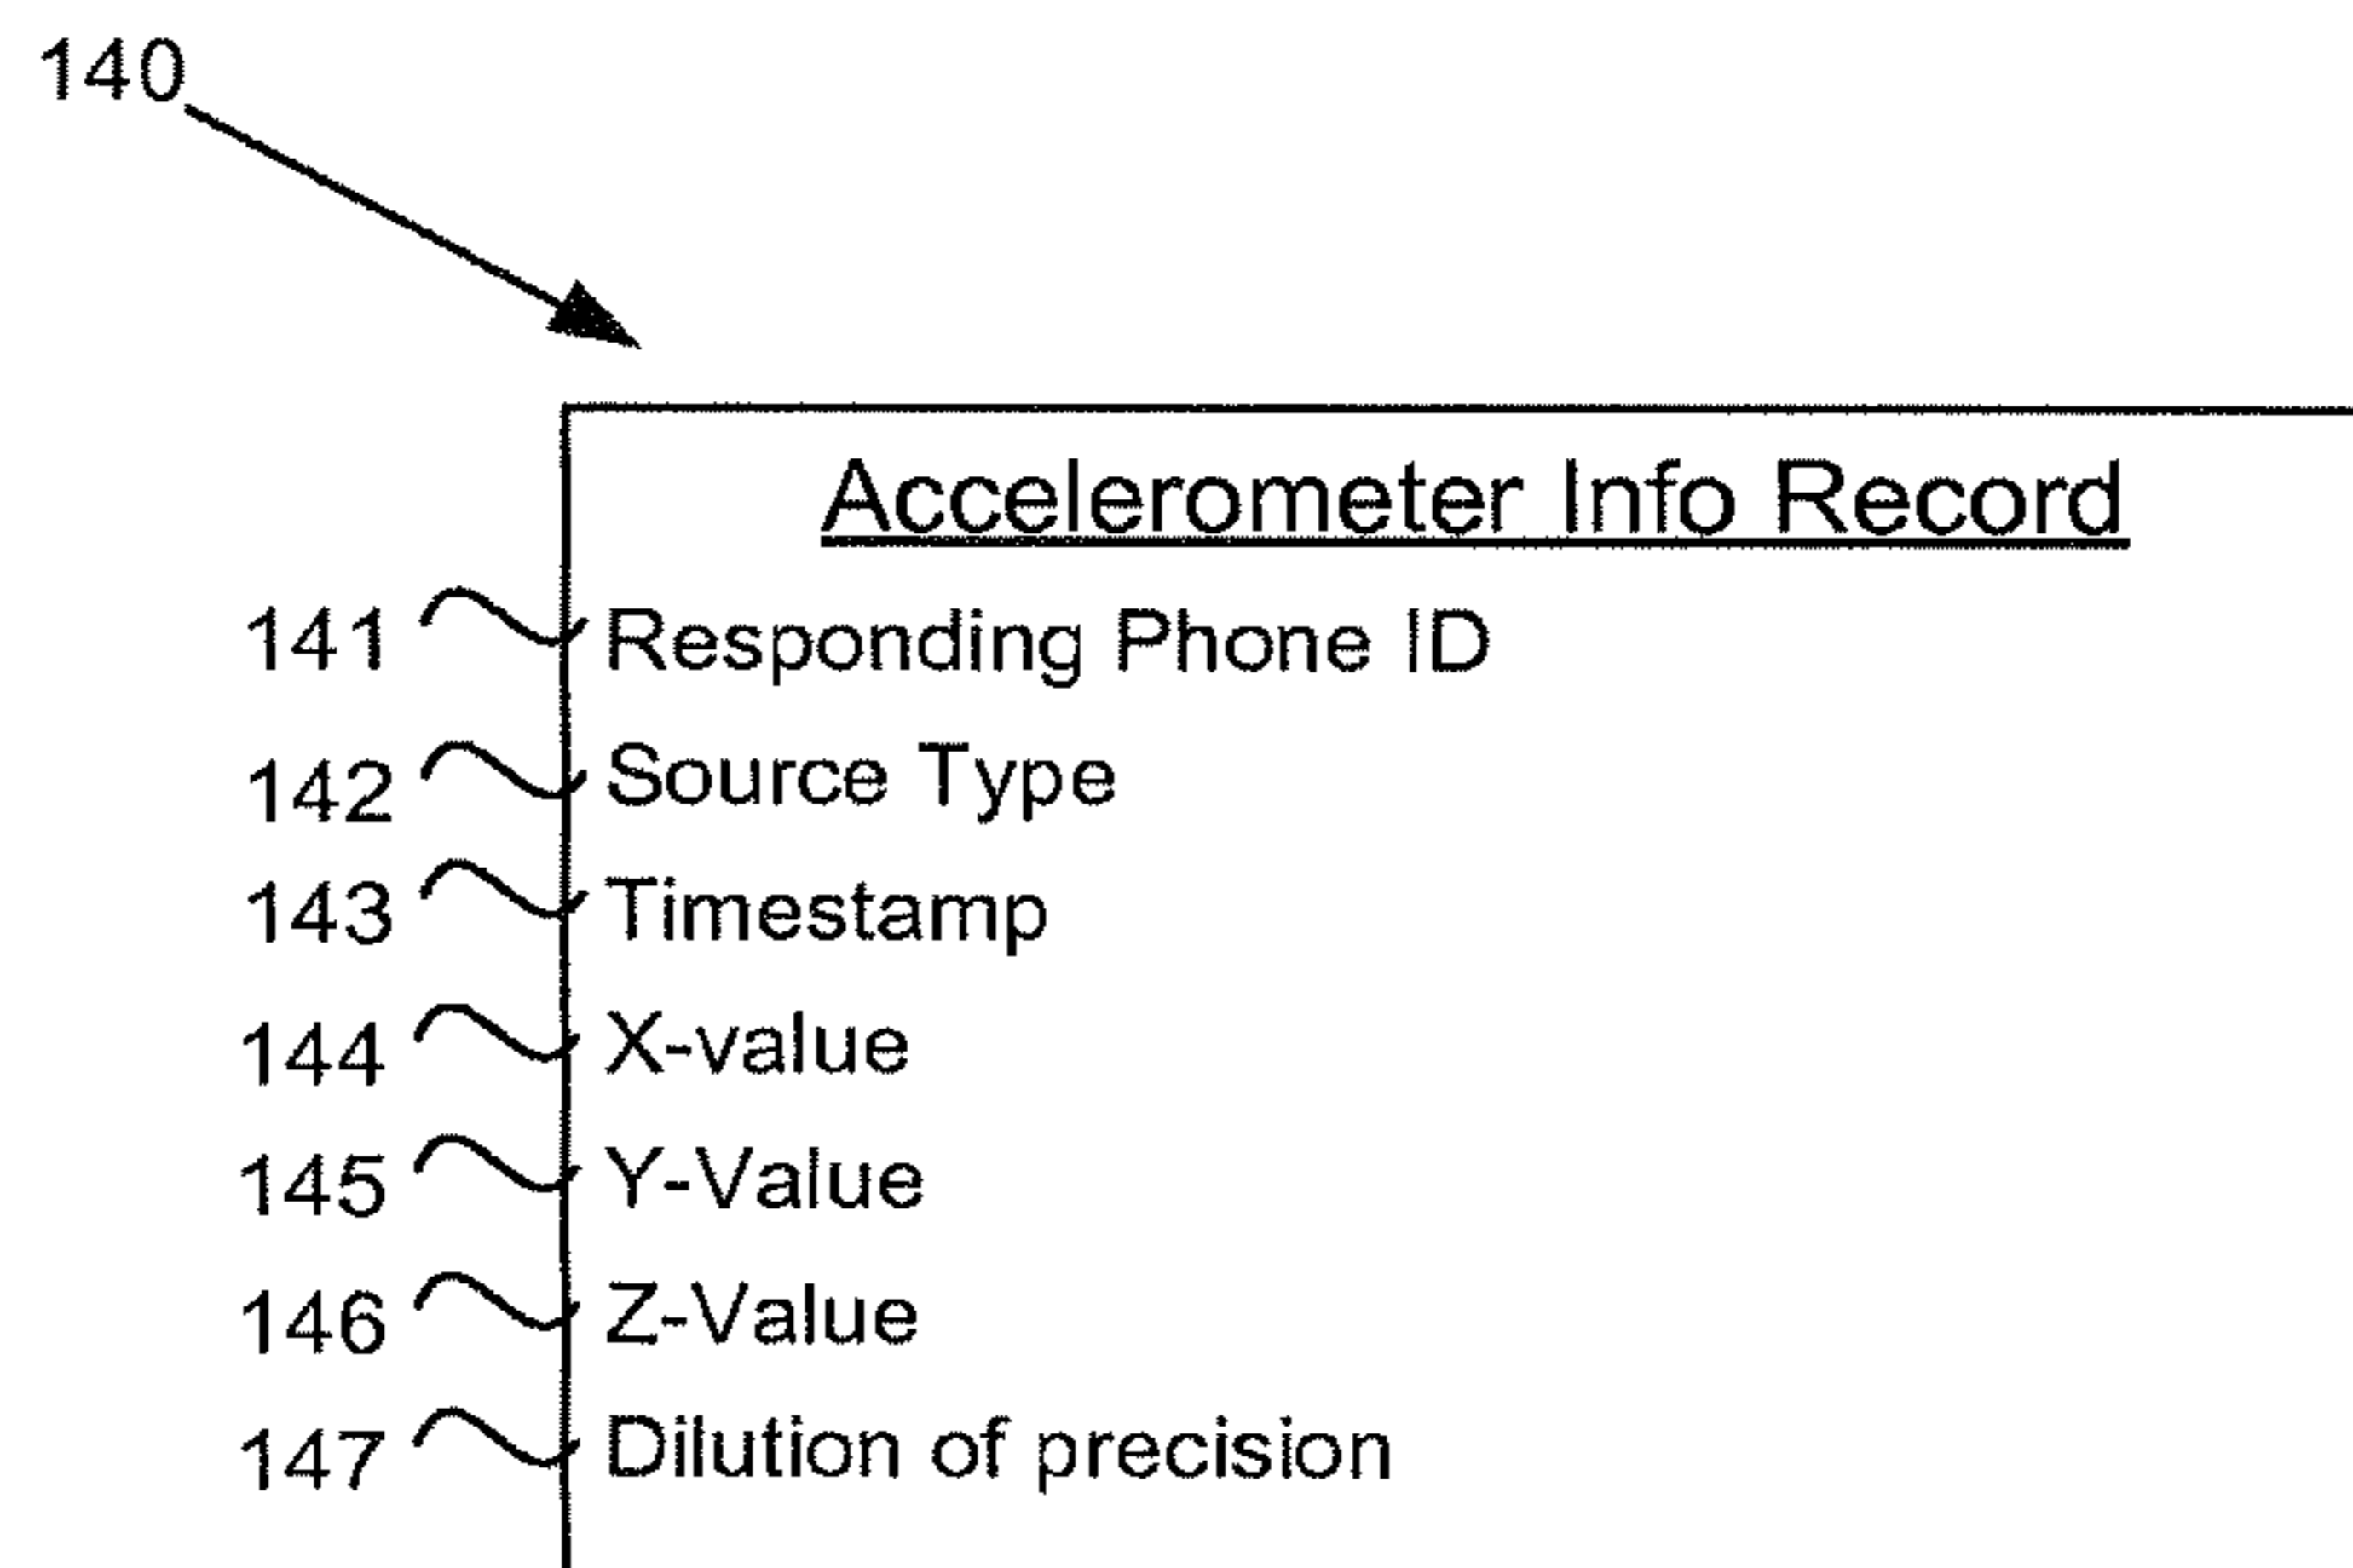 140
Accelerometer Info Record
141 Responding Phone ID
142 Source Type
143 Timestamp
144 X-value
145 Y-Value
146 Z-Value
147 Dilution of precision